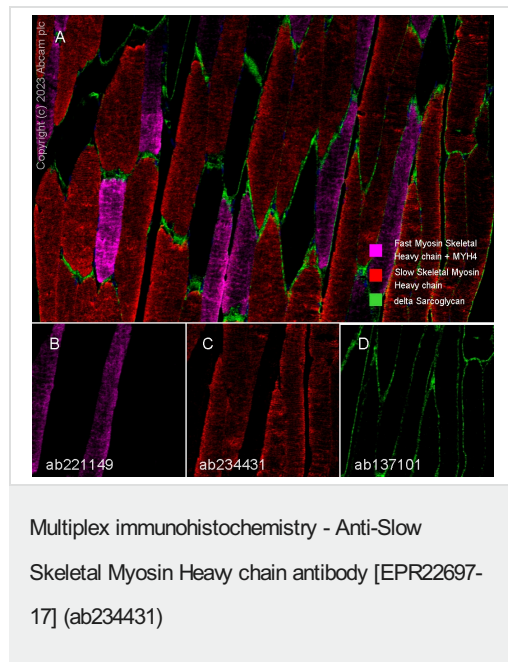 A
Copyright (c) 2023 Abcam plc
Fast Myosin Skeletal
Heavy chain + MYH4
Slow Skeletal Myosin
Heavy chain
delta Sarcoglycan
B
ab221149
C
ab234431
D
ab137101
Multiplex immunohistochemistry - Anti-Slow
Skeletal Myosin Heavy chain antibody [EPR22697-
17] (ab234431)